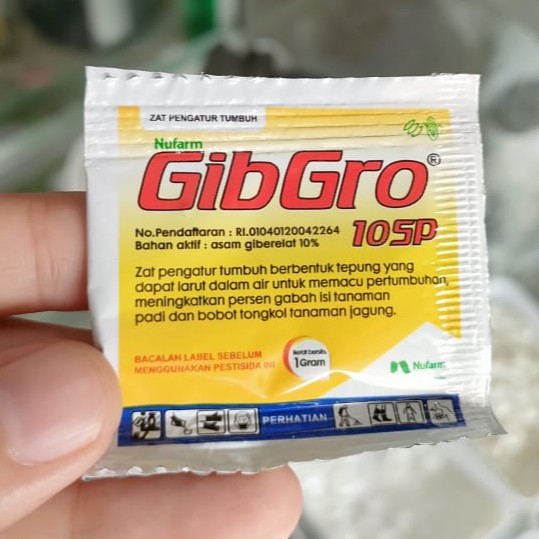 ZAT PENGATUR TUMBUH
Nufarm
GibGro®
10SP
No.Pendaftaran : RI.01040120042264
Bahan aktif : asam giberelat 10%
Zat pengatur tumbuh berbentuk tepung yang
dapat larut dalam air untuk memacu pertumbuhan,
meningkatkan persen gabah isi tanaman
padi dan bobot tongkol tanaman jagung.
BACALAH LABEL SEBELUM
MENGGUNAKAN PESTISIDA INI
Berat bersih
1Gram
Nufarm
PERHATIAN